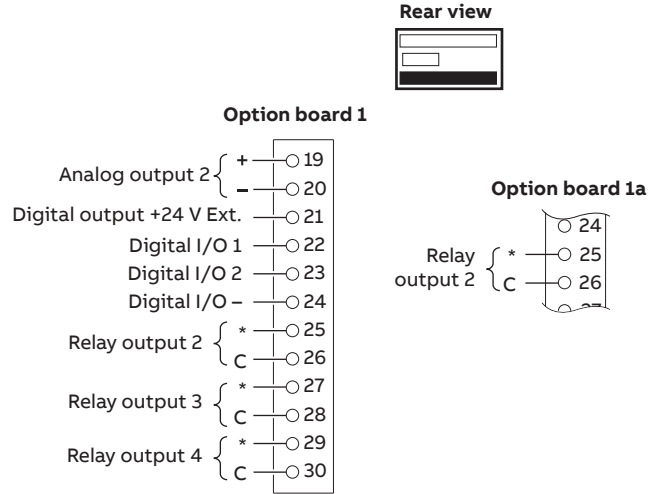 Rear view
Option board 1
Analog output 2 + 19
– 20
Digital output +24 V Ext. 21
Digital I/O 1 22
Digital I/O 2 23
Digital I/O – 24
Relay output 2 * 25
C 26
Relay output 3 * 27
C 28
Relay output 4 * 29
C 30
Option board 1a
24
Relay * 25
output 2 C 26